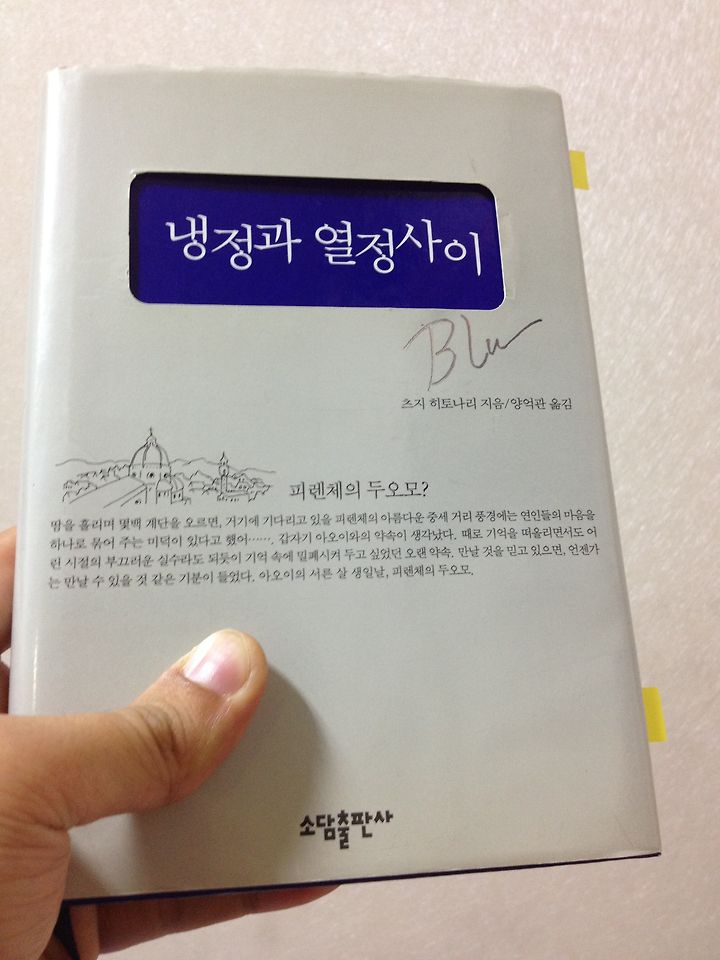 냉정과 열정사이
Blu
츠지 히토나리 지음/양억관 옮김
피렌체의 두오모?
땀을 흘리며 몇백 계단을 오르면, 거기에 기다리고 있을 피렌체의 아름다운 중세 거리 풍경에는 연인들의 마음을
하나로 묶어 주는 미덕이 있다고 했어……. 갑자기 아오이와의 약속이 생각났다. 때로 기억을 떠올리면서도 어
린 시절의 부끄러운 실수라도 되듯이 기억 속에 밀폐시켜 두고 싶었던 오랜 약속. 만날 것을 믿고 있으면, 언젠가
는 만날 수 있을 것 같은 기분이 들었다. 아오이의 서른 살 생일날, 피렌체의 두오모.
소담출판사